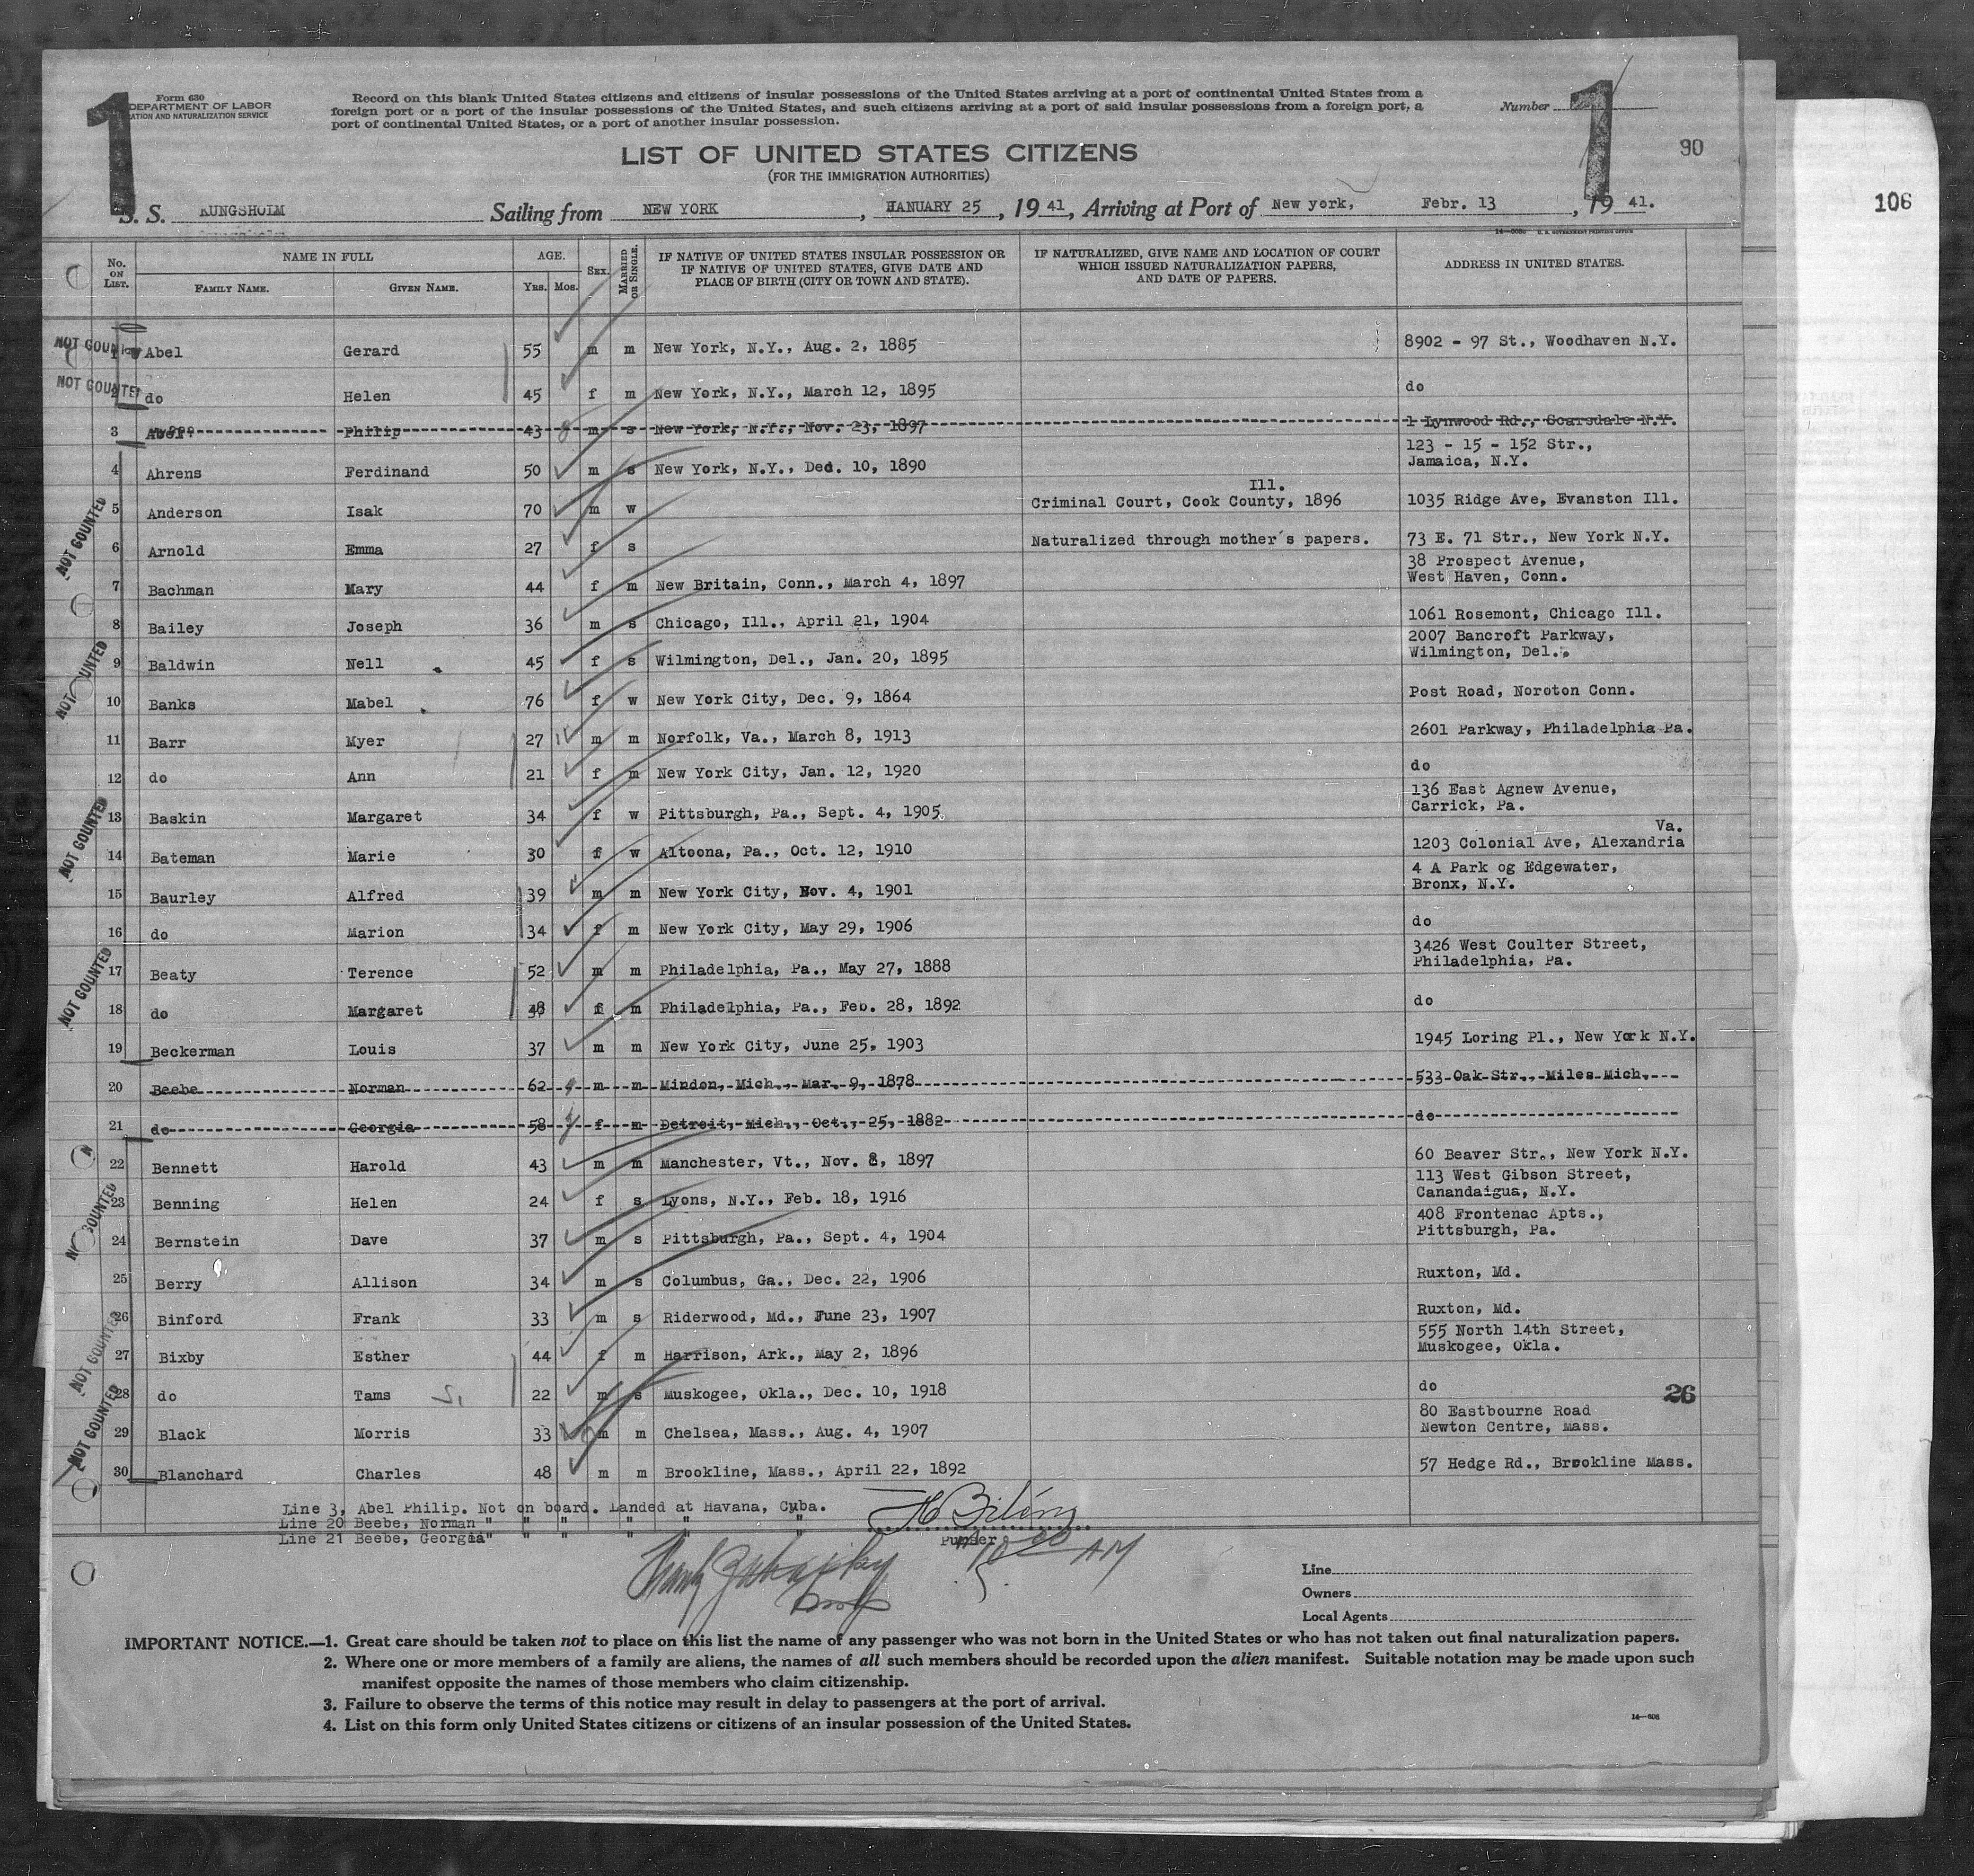 Form 630
DEPARTMENT OF LABOR
ATION AND NATURALIZATION SERVICE
1
Record on this blank United States citizens and citizens of insular possessions of the United States arriving at a port of continental United States from a
foreign port or a port of the insular possessions of the United States, and such citizens arriving at a port of said insular possessions from a foreign port, a
port of continental United States, or a port of another insular possession.
Number 1
90
106
LIST OF UNITED STATES CITIZENS
(FOR THE IMMIGRATION AUTHORITIES)
S. S. KUNGSHOLM Sailing from NEW YORK, HANUARY 25, 19 41, Arriving at Port of New york, Febr. 13, 19 41.
No. ON LIST. NAME IN FULL FAMILY NAME. GIVEN NAME. AGE. YRS. MOS. SEX. MARRIED OR SINGLE. IF NATIVE OF UNITED STATES INSULAR POSSESSION OR IF NATIVE OF UNITED STATES, GIVE DATE AND PLACE OF BIRTH (CITY OR TOWN AND STATE). IF NATURALIZED, GIVE NAME AND LOCATION OF COURT WHICH ISSUED NATURALIZATION PAPERS, AND DATE OF PAPERS. ADDRESS IN UNITED STATES.
NOT COUNTED
1 Abel Gerard 55 m m New York, N.Y., Aug. 2, 1885 8902 - 97 St., Woodhaven N.Y.
NOT COUNTED
2 do Helen 45 f m New York, N.Y., March 12, 1895 do
3 Abel Philip 43 8 m s New York, N.Y., Nov. 23, 1897 1 Lynwood Rd., Scarsdale N.Y.
4 Ahrens Ferdinand 50 m s New York, N.Y., Ded. 10, 1890 123 - 15 - 152 Str., Jamaica, N.Y.
5 Anderson Isak 70 m w Criminal Court, Cook County, Ill. 1896 1035 Ridge Ave, Evanston Ill.
NOT COUNTED
6 Arnold Emma 27 f s Naturalized through mother's papers. 73 E. 71 Str., New York N.Y.
7 Bachman Mary 44 f m New Britain, Conn., March 4, 1897 38 Prospect Avenue, West Haven, Conn.
8 Bailey Joseph 36 m s Chicago, Ill., April 21, 1904 1061 Rosemont, Chicago Ill.
9 Baldwin Nell 45 f s Wilmington, Del., Jan. 20, 1895 2007 Bancroft Parkway, Wilmington, Del.
NOT COUNTED
10 Banks Mabel 76 f w New York City, Dec. 9, 1864 Post Road, Noroton Conn.
11 Barr Myer 27 11 m m Norfolk, Va., March 8, 1913 2601 Parkway, Philadelphia Pa.
12 do Ann 21 f m New York City, Jan. 12, 1920 do
13 Baskin Margaret 34 f w Pittsburgh, Pa., Sept. 4, 1905 136 East Agnew Avenue, Carrick, Pa.
NOT COUNTED
14 Bateman Marie 30 f w Altoona, Pa., Oct. 12, 1910 1203 Colonial Ave, Alexandria Va.
15 Baurley Alfred 39 m m New York City, Nov. 4, 1901 4 A Park og Edgewater, Bronx, N.Y.
16 do Marion 34 f m New York City, May 29, 1906 do
17 Beaty Terence 52 m m Philadelphia, Pa., May 27, 1888 3426 West Coulter Street, Philadelphia, Pa.
NOT COUNTED
18 do Margaret 48 f m Philadelphia, Pa., Feb. 28, 1892 do
19 Beckerman Louis 37 m m New York City, June 25, 1903 1945 Loring Pl., New York N.Y.
20 Beebe Norman 62 m m Minden, Mich., Mar. 9, 1878 533 Oak Str., Miles Mich.
21 do Georgia 58 f m Detroit, Mich., Oct., 25, 1882 do
22 Bennett Harold 43 m m Manchester, Vt., Nov. 8, 1897 60 Beaver Str., New York N.Y.
23 Benning Helen 24 f s Lyons, N.Y., Feb. 18, 1916 113 West Gibson Street, Canandaigua, N.Y.
24 Bernstein Dave 37 m s Pittsburgh, Pa., Sept. 4, 1904 408 Frontenac Apts., Pittsburgh, Pa.
25 Berry Allison 34 m s Columbus, Ga., Dec. 22, 1906 Ruxton, Md.
26 Binford Frank 33 m s Riderwood, Md., June 23, 1907 Ruxton, Md.
NOT COUNTED
27 Bixby Esther 44 f m Harrison, Ark., May 2, 1896 555 North 14th Street, Muskogee, Okla.
28 do Tams 22 m s Muskogee, Okla., Dec. 10, 1918 do
26
NOT COUNTED
29 Black Morris 33 m m Chelsea, Mass., Aug. 4, 1907 80 Eastbourne Road Newton Centre, Mass.
30 Blanchard Charles 48 m m Brookline, Mass., April 22, 1892 57 Hedge Rd., Brookline Mass.
Line 3, Abel Philip. Not on board. Landed at Havana, Cuba.
Line 20 Beebe, Norman " " " " " "
Line 21 Beebe, Georgia" " " " " "
Purser
10 00 AM
Line
Owners
Local Agents
IMPORTANT NOTICE.—1. Great care should be taken not to place on this list the name of any passenger who was not born in the United States or who has not taken out final naturalization papers.
2. Where one or more members of a family are aliens, the names of all such members should be recorded upon the alien manifest. Suitable notation may be made upon such
manifest opposite the names of those members who claim citizenship.
3. Failure to observe the terms of this notice may result in delay to passengers at the port of arrival.
4. List on this form only United States citizens or citizens of an insular possession of the United States.
14—608